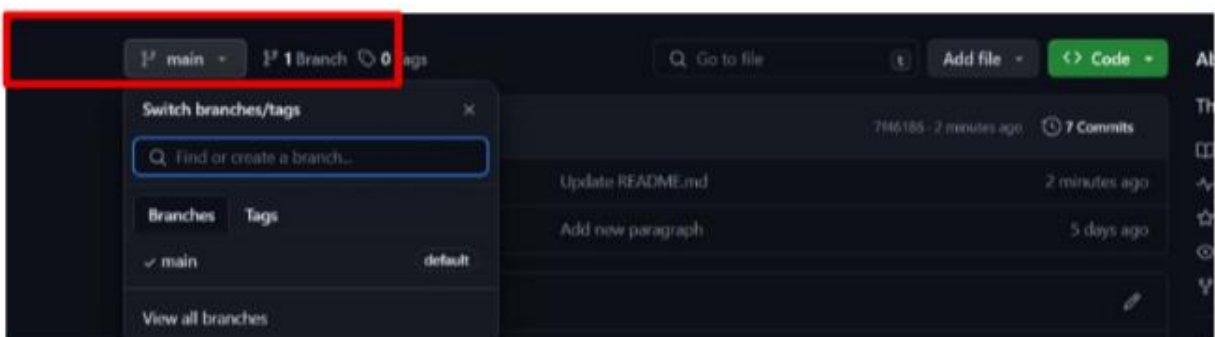 main 1 Branch 0 Tags Go to file t Add file <> Code
Switch branches/tags
Find or create a branch...
7 Commits
2 minutes ago
Update README.md 2 minutes ago
Branches Tags
Add new paragraph 5 days ago
main default
View all branches